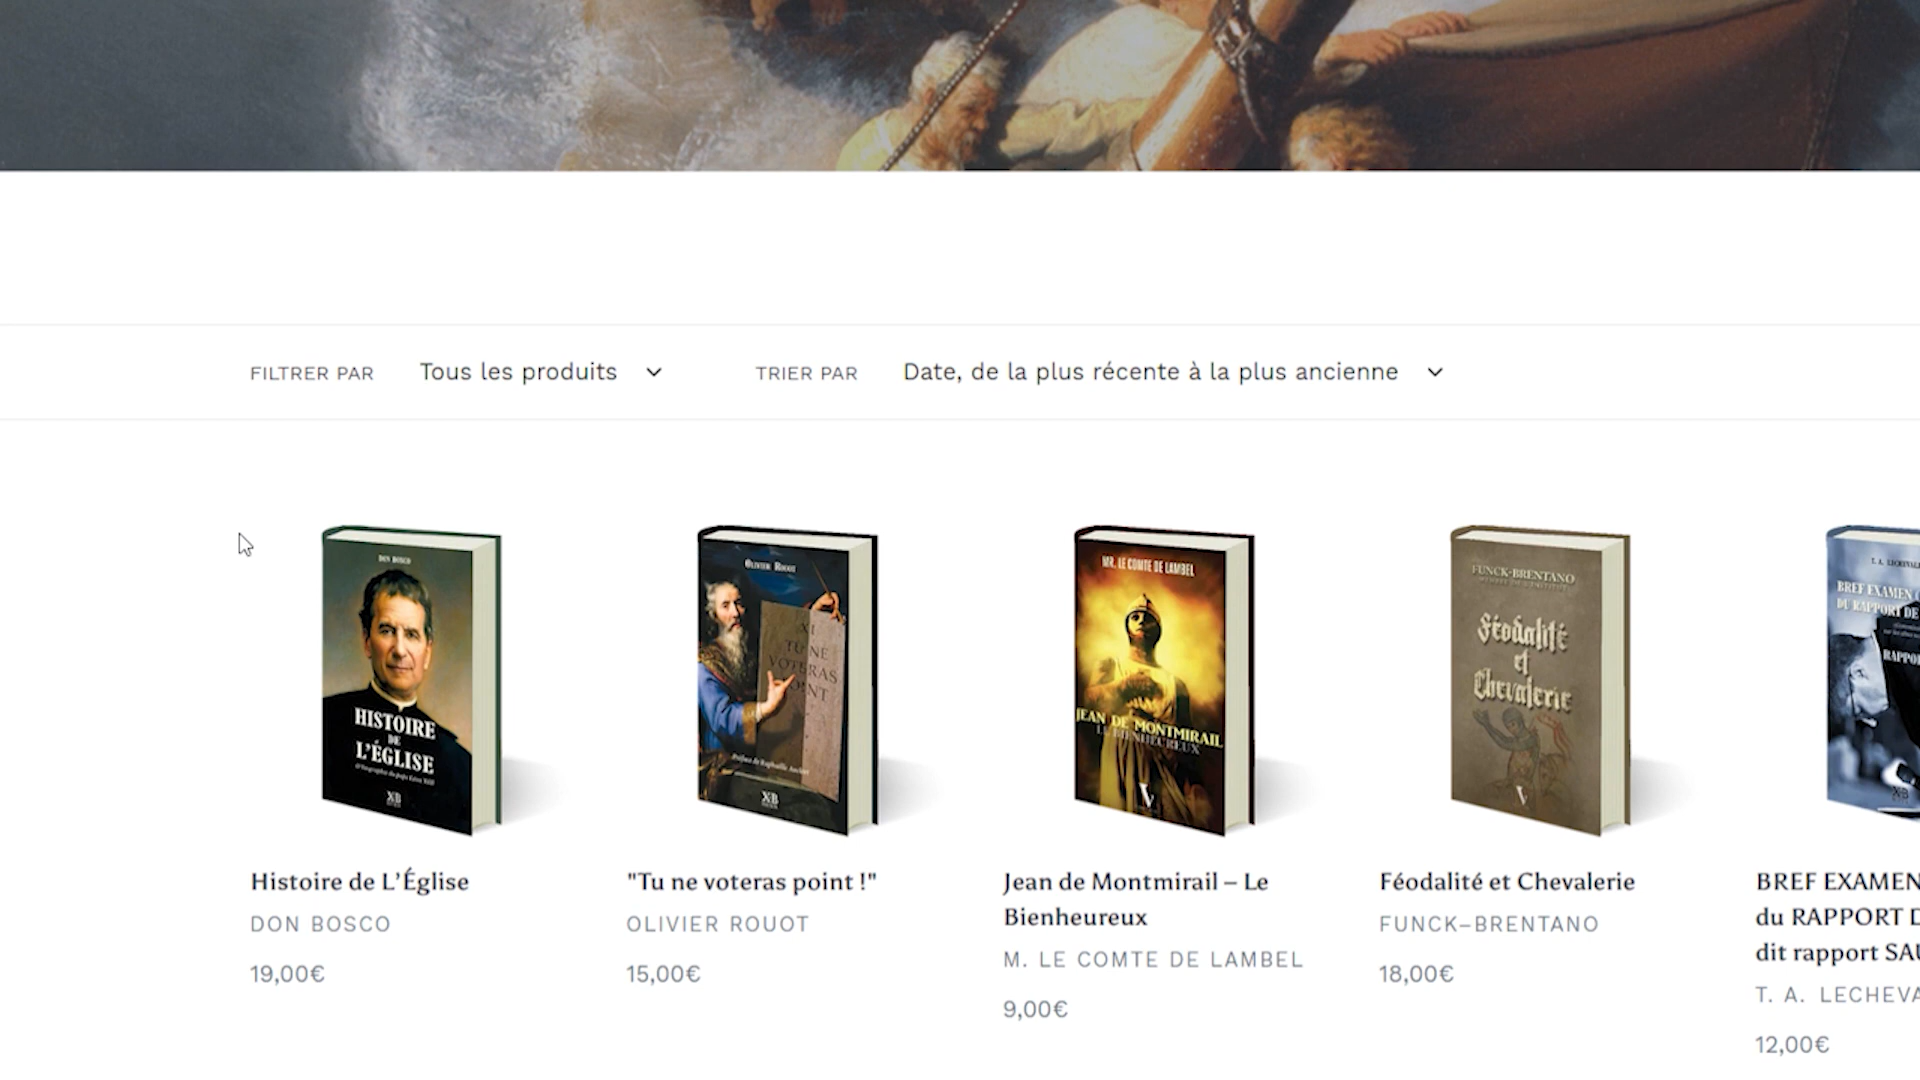 FILTRER PAR Tous les produits TRIER PAR Date, de la plus récente à la plus ancienne
DON BOSCO
HISTOIRE
DE
L'ÉGLISE
XB
OLIVIER ROUOT
XI
TU NE
VOTERAS
POINT
Préface de Raphaëlle
XB
MR. LE COMTE DE LAMBEL
JEAN DE MONTMIRAIL
LE BIENHEUREUX
V
FUNCK-BRENTANO
Féodalité
et
Chevalerie
V
BREF EXAMEN
DU RAPPORT DE
Histoire de L'Église
DON BOSCO
19,00€
"Tu ne voteras point !"
OLIVIER ROUOT
15,00€
Jean de Montmirail – Le
Bienheureux
M. LE COMTE DE LAMBEL
9,00€
Féodalité et Chevalerie
FUNCK–BRENTANO
18,00€
BREF EXAMEN
du RAPPORT D
dit rapport SAU
T. A. LECHEVA
12,00€